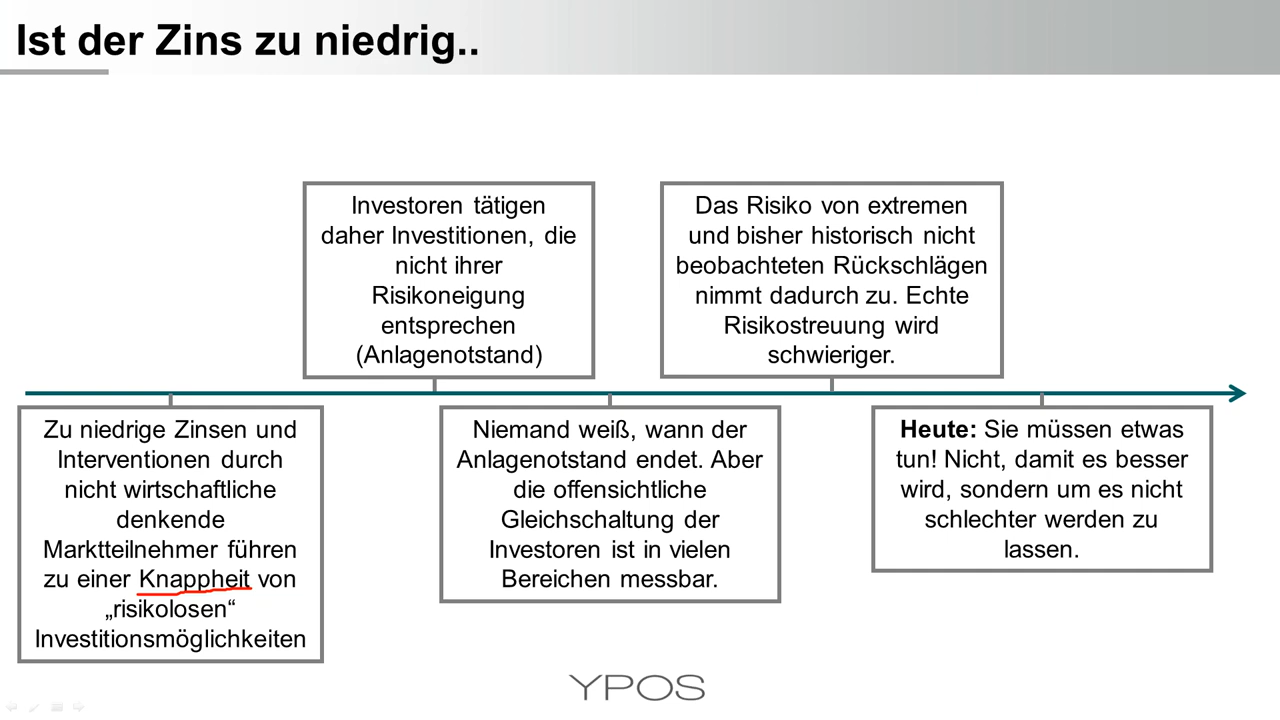 Ist der Zins zu niedrig..
Zu niedrige Zinsen und
Interventionen durch
nicht wirtschaftliche
denkende
Marktteilnehmer führen
zu einer Knappheit von
„risikolosen“
Investitionsmöglichkeiten
Investoren tätigen
daher Investitionen, die
nicht ihrer
Risikoneigung
entsprechen
(Anlagenotstand)
Niemand weiß, wann der
Anlagenotstand endet. Aber
die offensichtliche
Gleichschaltung der
Investoren ist in vielen
Bereichen messbar.
Das Risiko von extremen
und bisher historisch nicht
beobachteten Rückschlägen
nimmt dadurch zu. Echte
Risikostreuung wird
schwieriger.
Heute: Sie müssen etwas
tun! Nicht, damit es besser
wird, sondern um es nicht
schlechter werden zu
lassen.
YPOS